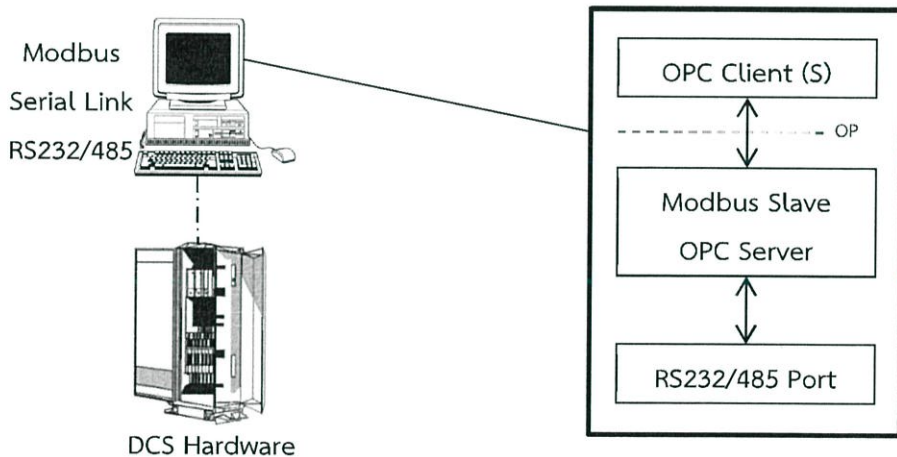 Modbus
Serial Link
RS232/485
DCS Hardware
OPC Client (S)
OP
Modbus Slave
OPC Server
RS232/485 Port